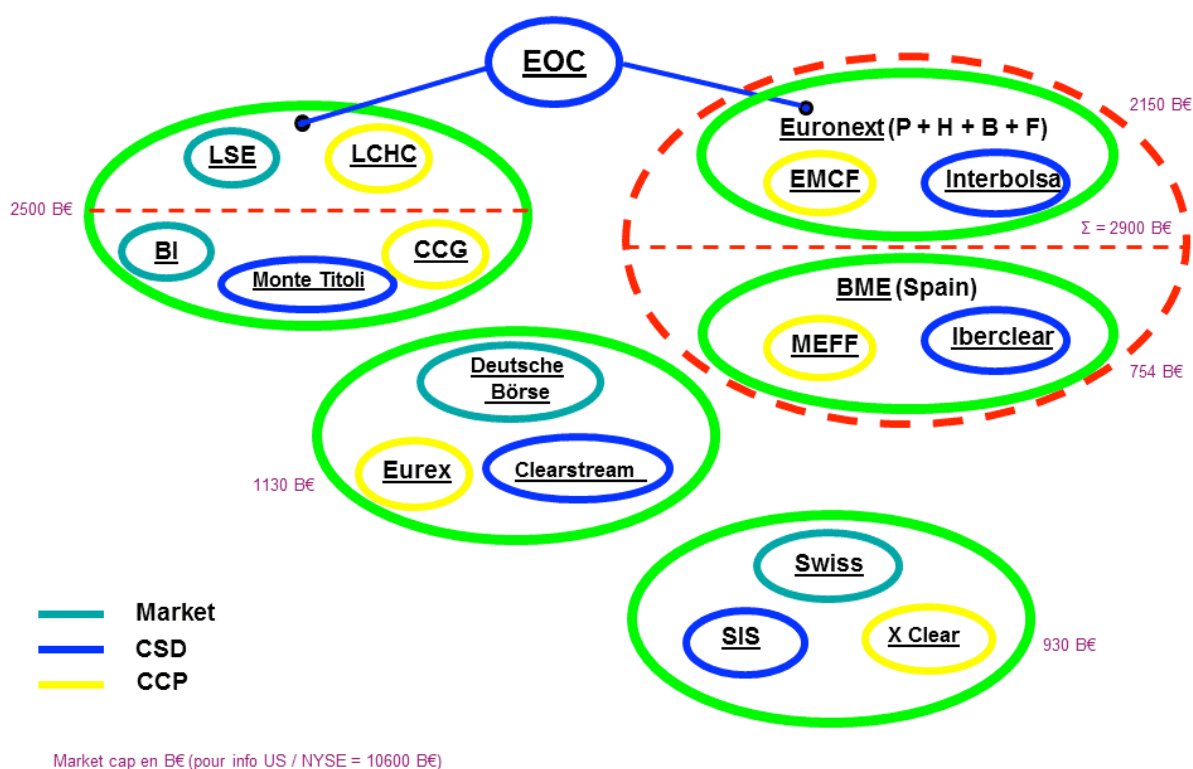 EOC
2150 B€
Euronext (P + H + B + F)
LSE
LCHC
EMCF
Interbolsa
2500 B€
Σ = 2900 B€
BI
CCG
Monte Titoli
BME (Spain)
MEFF
Iberclear
Deutsche
Börse
754 B€
Eurex
Clearstream
1130 B€
Swiss
Market
SIS
X Clear
930 B€
CSD
CCP
Market cap en B€ (pour info US / NYSE = 10600 B€)